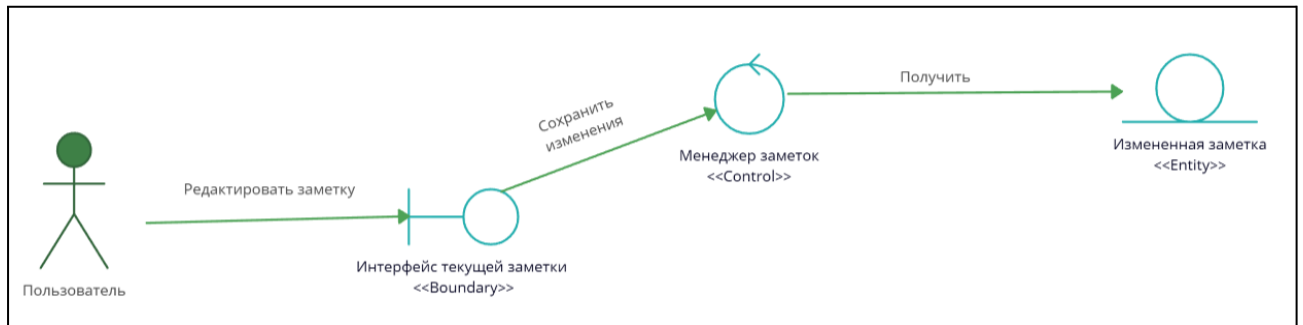 Пользователь
Редактировать заметку
Интерфейс текущей заметки
<<Boundary>>
Сохранить
изменения
Менеджер заметок
<<Control>>
Получить
Измененная заметка
<<Entity>>